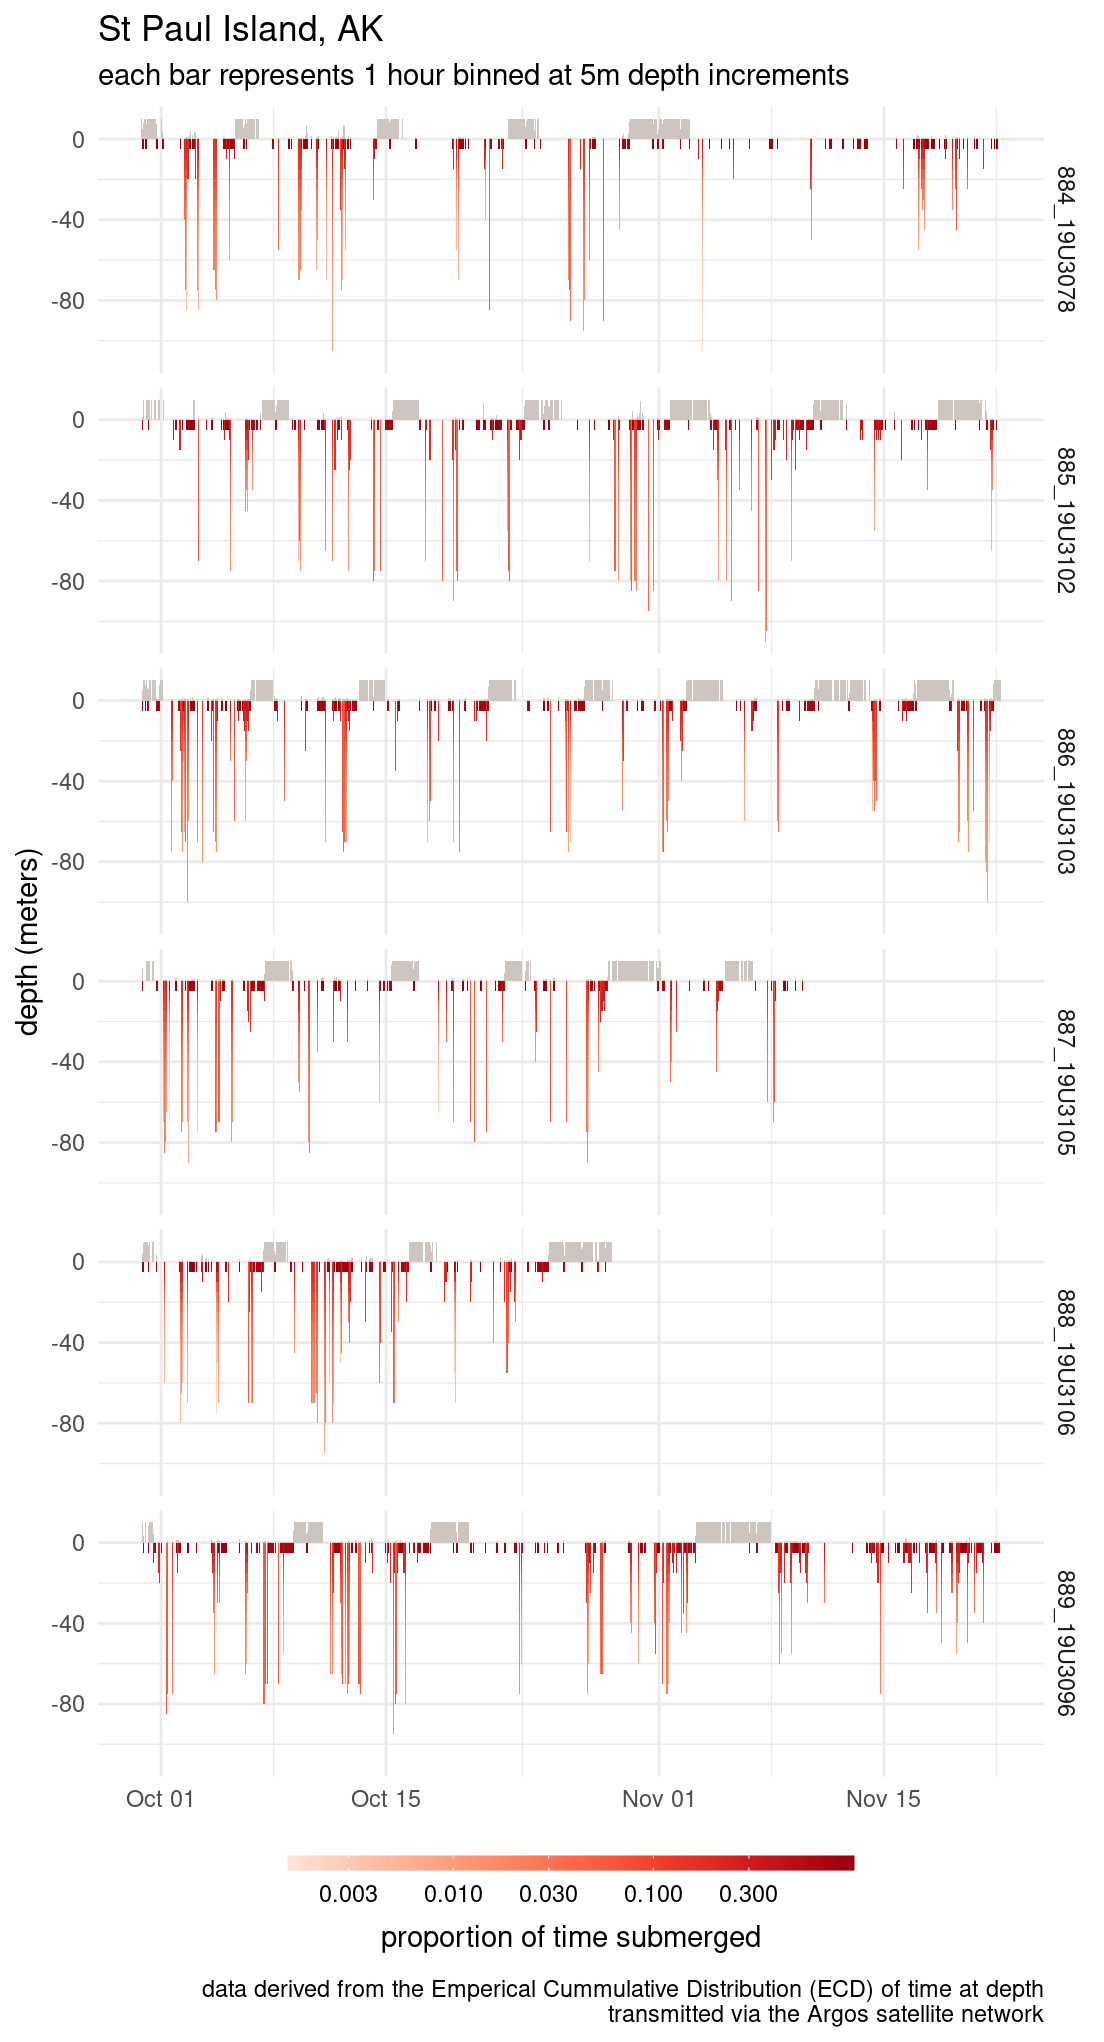 St Paul Island, AK
each bar represents 1 hour binned at 5m depth increments
depth (meters)
0
-40
-80
884_19U3078
0
-40
-80
885_19U3102
0
-40
-80
886_19U3103
0
-40
-80
887_19U3105
0
-40
-80
888_19U3106
0
-40
-80
889_19U3096
Oct 01 Oct 15 Nov 01 Nov 15
0.003 0.010 0.030 0.100 0.300
proportion of time submerged
data derived from the Emperical Cummulative Distribution (ECD) of time at depth
transmitted via the Argos satellite network